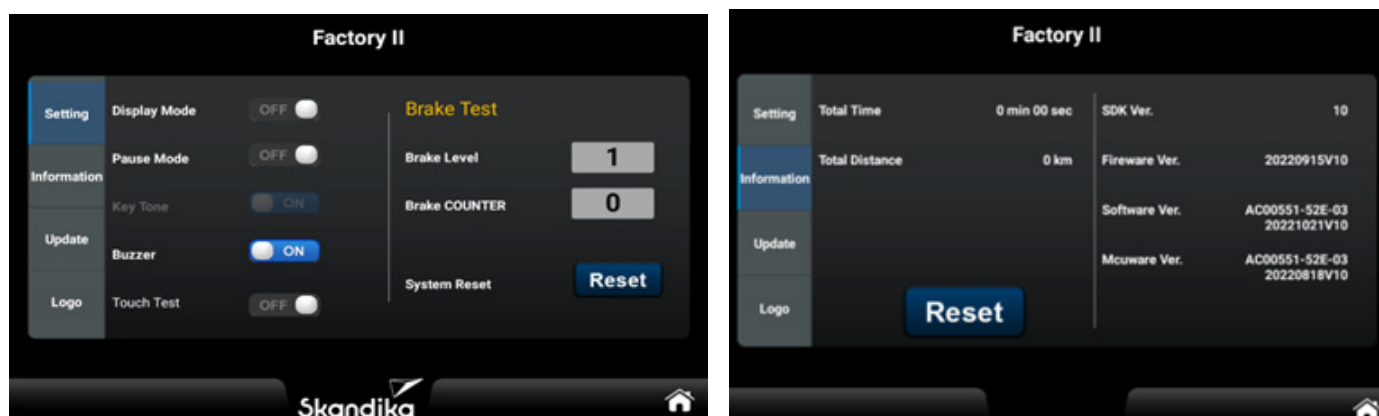 Factory II
Setting
Information
Update
Logo
Display Mode OFF
Pause Mode OFF
Key Tone ON
Buzzer ON
Touch Test OFF
Brake Test
Brake Level 1
Brake COUNTER 0
System Reset Reset
Skandika
Factory II
Setting
Information
Update
Logo
Total Time 0 min 00 sec
Total Distance 0 km
Reset
SDK Ver. 10
Fireware Ver. 20220915V10
Software Ver. AC00551-52E-03
20221021V10
Mcuware Ver. AC00551-52E-03
20220818V10